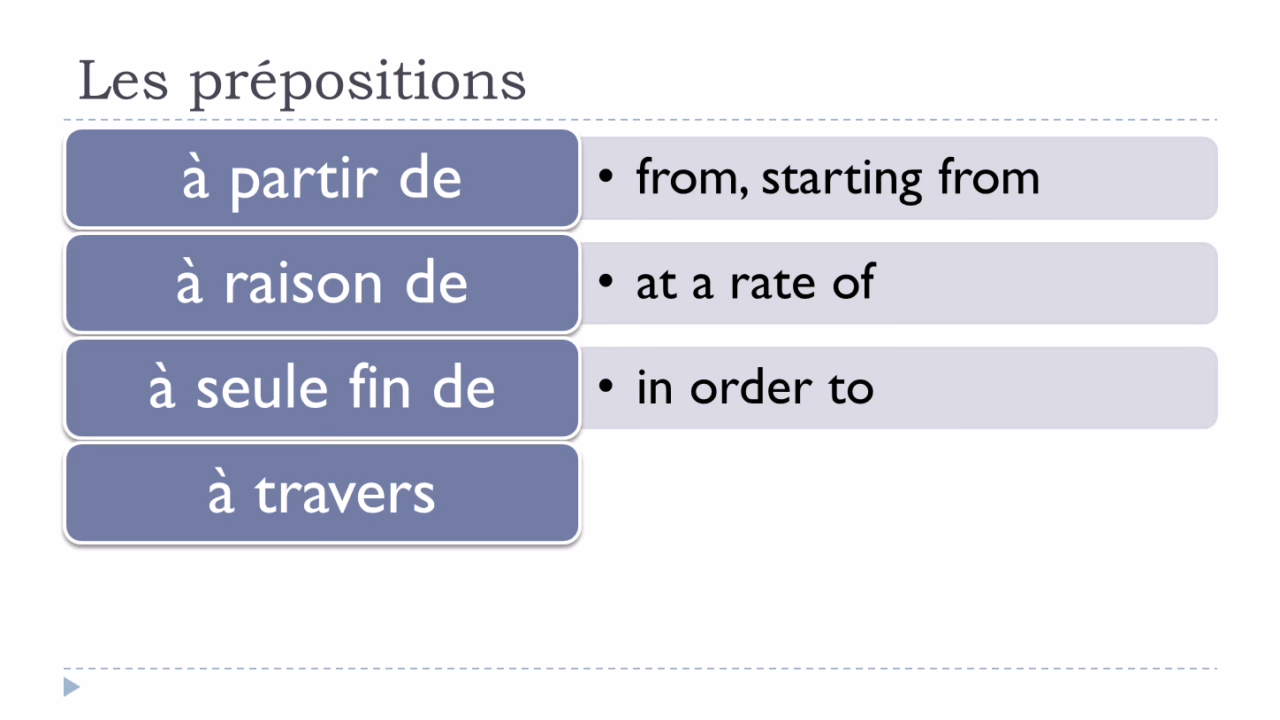 Les prépositions
à partir de
• from, starting from
à raison de
• at a rate of
à seule fin de
• in order to
à travers